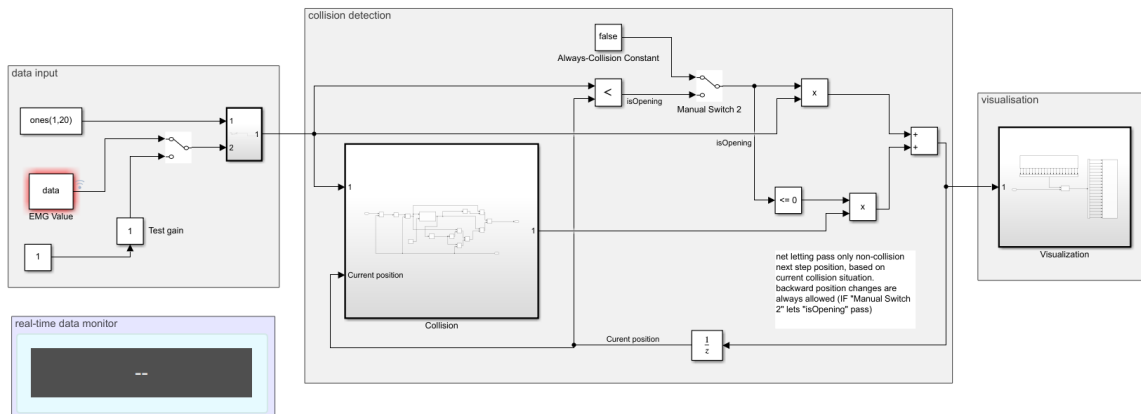 collision detection
false
Always-Collision Constant
data input
ones(1,20)
1
2
1
<
isOpening
Manual Switch 2
x
isOpening
+
+
visualisation
1
Visualization
data
EMG Value
1
Test gain
1
1
1
Current position
Collision
<= 0
x
net letting pass only non-collision
next step position, based on
current collision situation.
backward position changes are
always allowed (IF "Manual Switch
2" lets "isOpening" pass)
Curent position
1
z
real-time data monitor
--